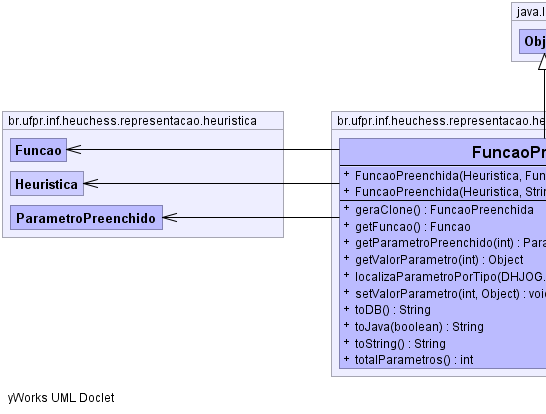 java.l
Obj
br.ufpr.inf.heuchess.representacao.heuristica
Funcao
Heuristica
ParametroPreenchido
br.ufpr.inf.heuchess.representacao.he
FuncaoPr
+ FuncaoPreenchida(Heuristica, Fun
+ FuncaoPreenchida(Heuristica, Strin
+ geraClone() : FuncaoPreenchida
+ getFuncao() : Funcao
+ getParametroPreenchido(int) : Para
+ getValorParametro(int) : Object
+ localizaParametroPorTipo(DHJOG.
+ setValorParametro(int, Object) : voi
+ toDB() : String
+ toJava(boolean) : String
+ toString() : String
+ totalParametros() : int
yWorks UML Doclet